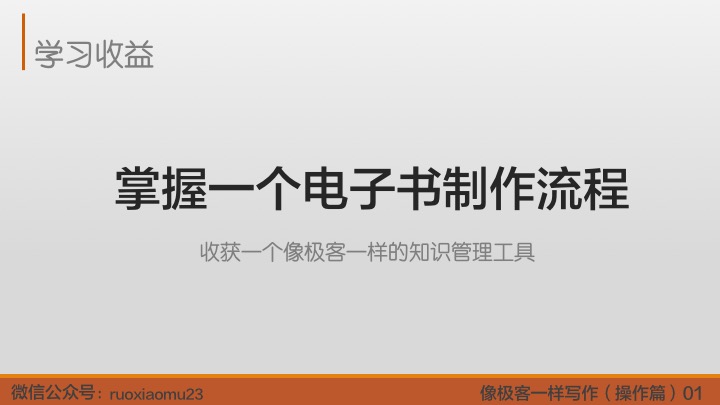 学习收益
掌握一个电子书制作流程
收获一个像极客一样的知识管理工具
微信公众号：ruoxiaomu23
像极客一样写作（操作篇）01